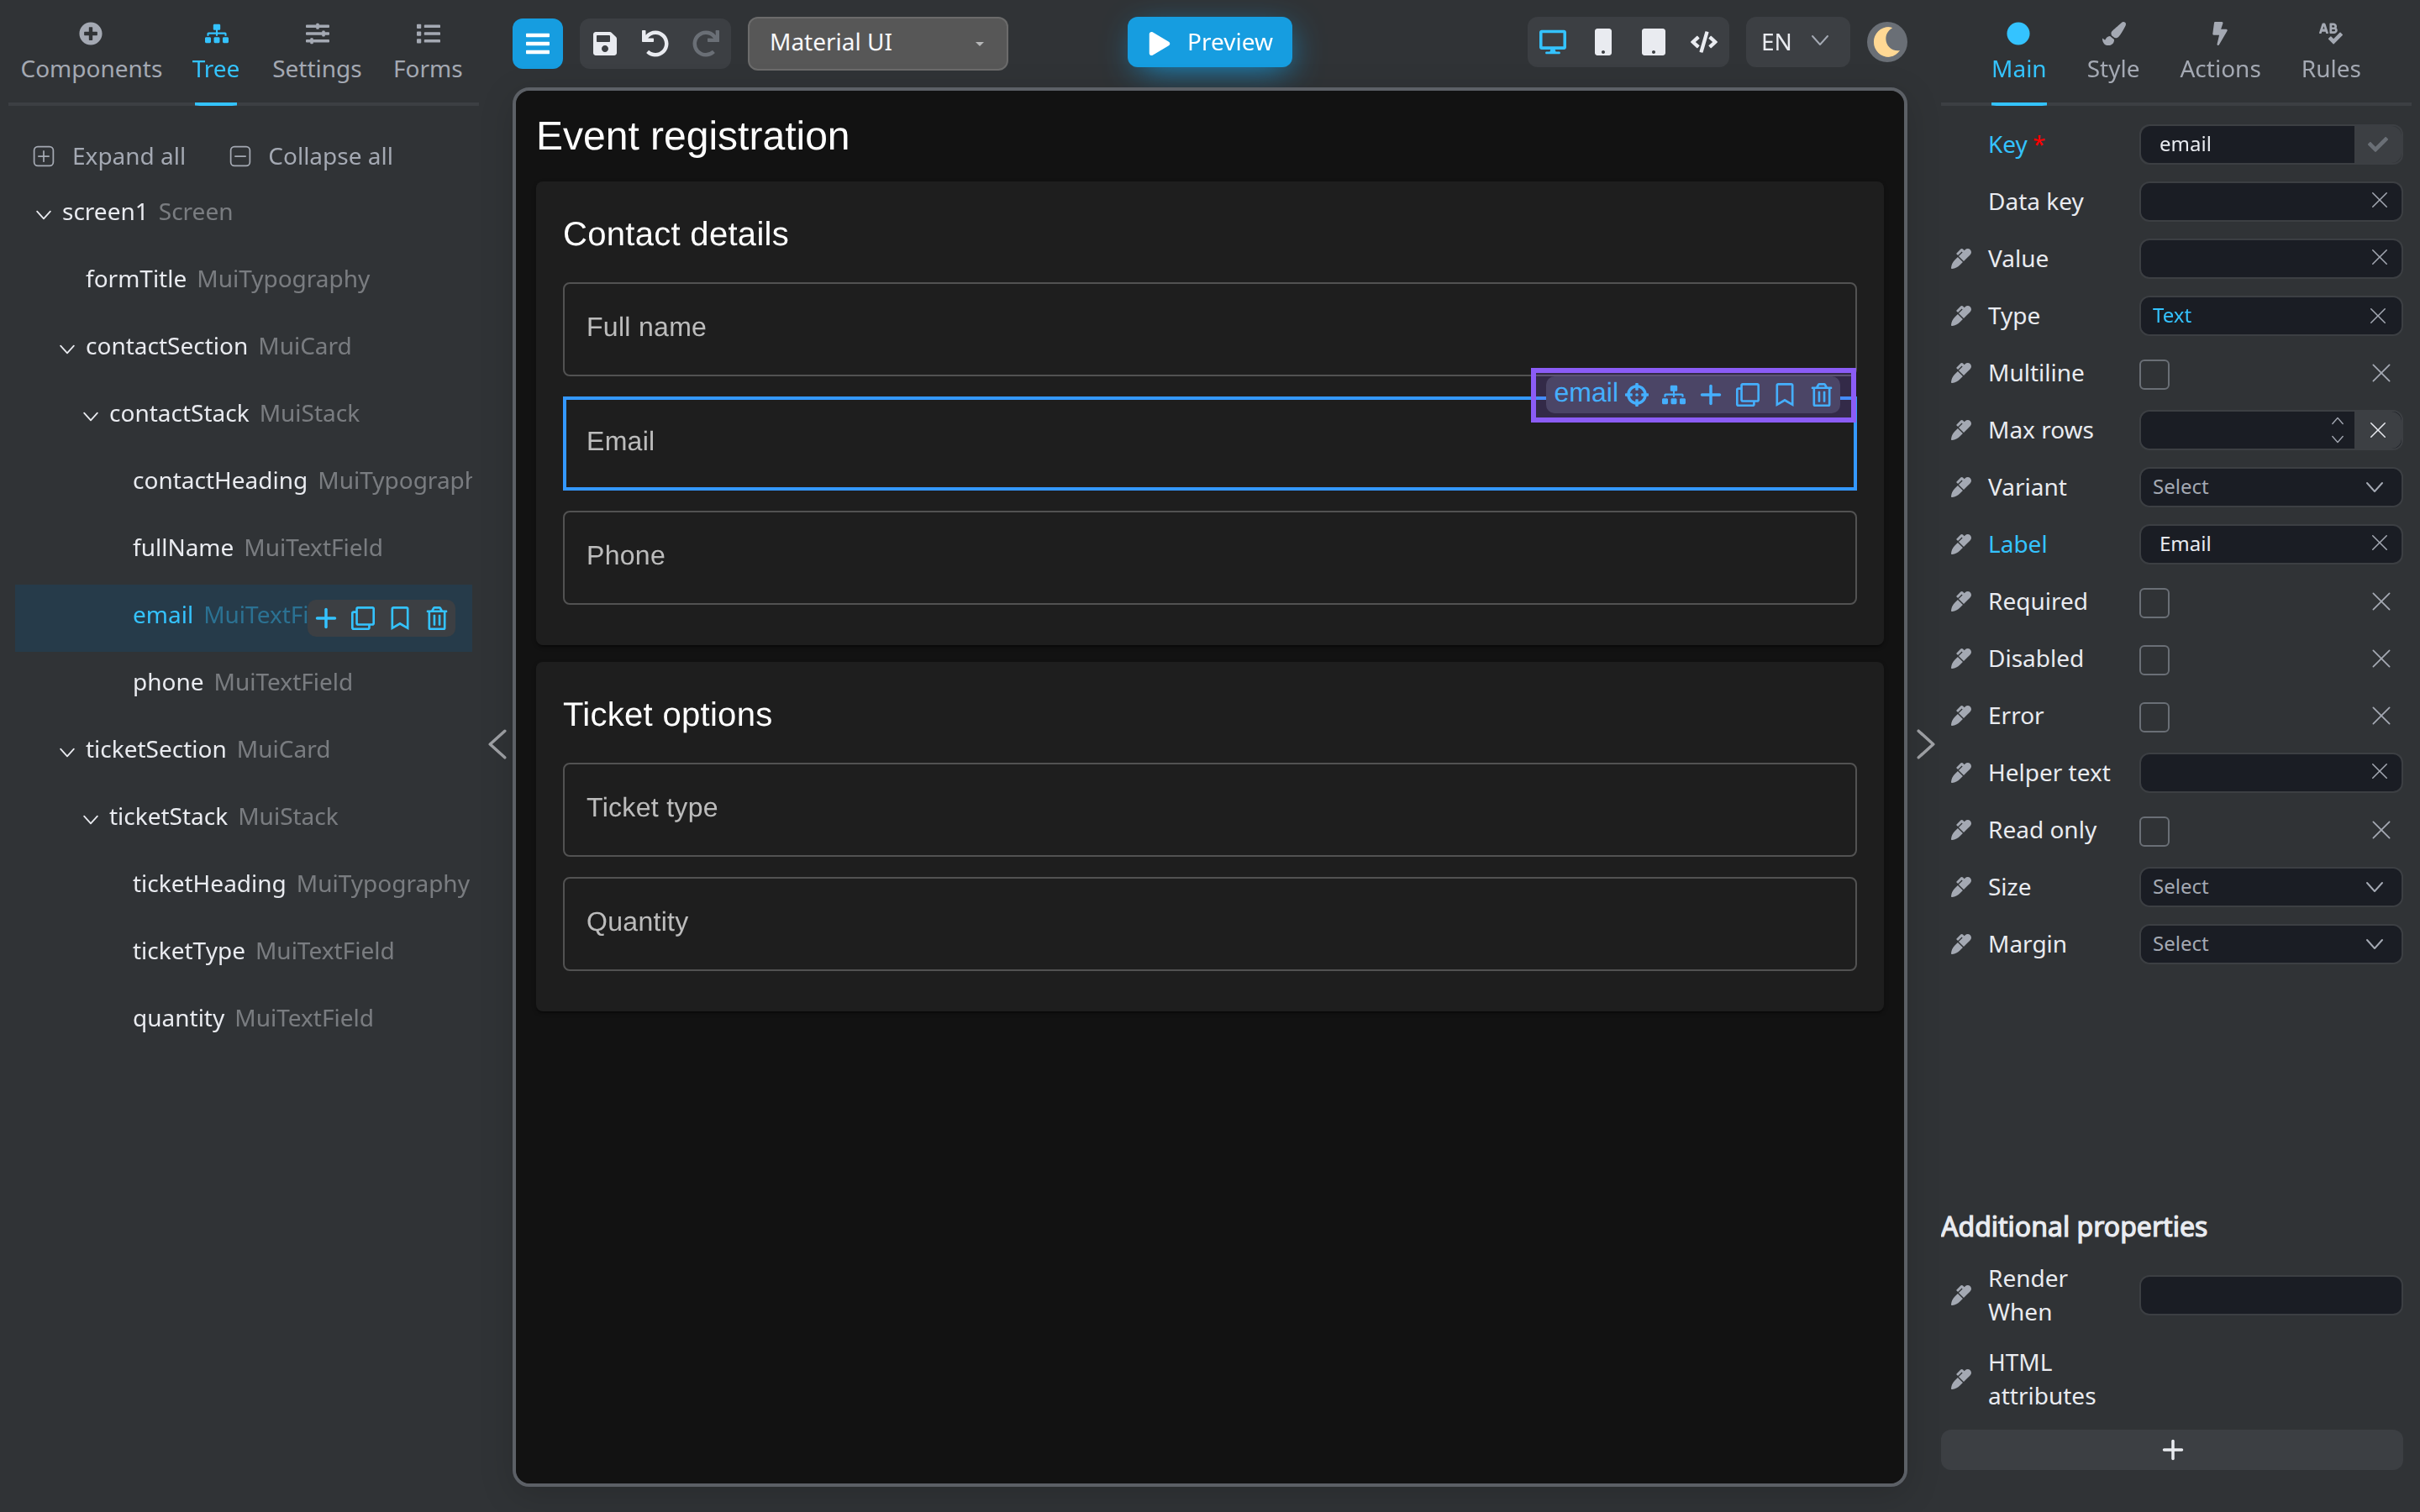 Components Tree Settings Forms
Material UI
Preview
EN
Main Style Actions Rules
Expand all Collapse all
screen1 Screen
formTitle MuiTypography
contactSection MuiCard
contactStack MuiStack
contactHeading MuiTypograph
fullName MuiTextField
email MuiTextFi
phone MuiTextField
ticketSection MuiCard
ticketStack MuiStack
ticketHeading MuiTypography
ticketType MuiTextField
quantity MuiTextField
Event registration
Contact details
Full name
email
Email
Phone
Ticket options
Ticket type
Quantity
Key * email
Data key
Value
Type Text
Multiline
Max rows
Variant Select
Label Email
Required
Disabled
Error
Helper text
Read only
Size Select
Margin Select
Additional properties
Render
When
HTML
attributes